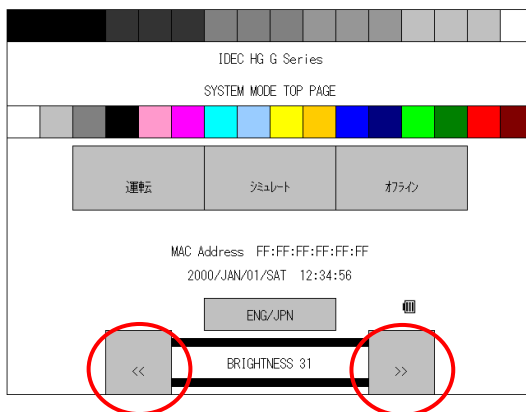 IDEC HG G Series
SYSTEM MODE TOP PAGE
運転 ｼﾐｭﾚｰﾄ ｵﾌﾗｲﾝ
MAC Address FF:FF:FF:FF:FF:FF
2000/JAN/01/SAT 12:34:56
ENG/JPN
<< BRIGHTNESS 31 >>